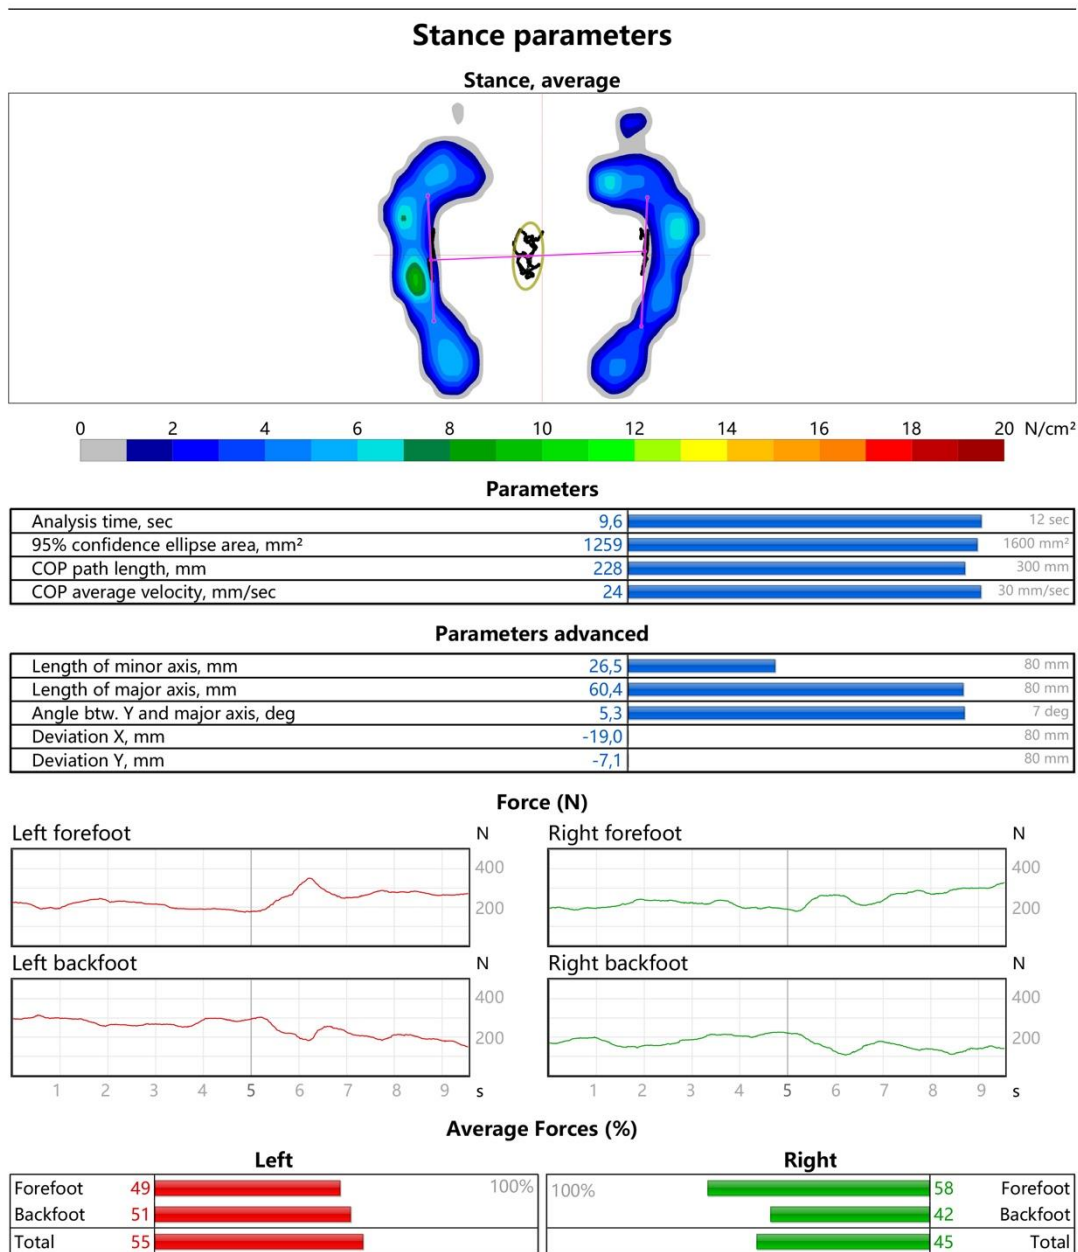 Stance parameters
Stance, average
0 2 4 6 8 10 12 14 16 18 20 N/cm²
Parameters
Analysis time, sec 9,6 12 sec
95% confidence ellipse area, mm² 1259 1600 mm²
COP path length, mm 228 300 mm
COP average velocity, mm/sec 24 30 mm/sec
Parameters advanced
Length of minor axis, mm 26,5 80 mm
Length of major axis, mm 60,4 80 mm
Angle btw. Y and major axis, deg 5,3 7 deg
Deviation X, mm -19,0 80 mm
Deviation Y, mm -7,1 80 mm
Force (N)
Left forefoot N Right forefoot N
400 400
200 200
Left backfoot N Right backfoot N
400 400
200 200
1 2 3 4 5 6 7 8 9 s 1 2 3 4 5 6 7 8 9 s
Average Forces (%)
Left Right
Forefoot 49 100% 100% 58 Forefoot
Backfoot 51 42 Backfoot
Total 55 45 Total